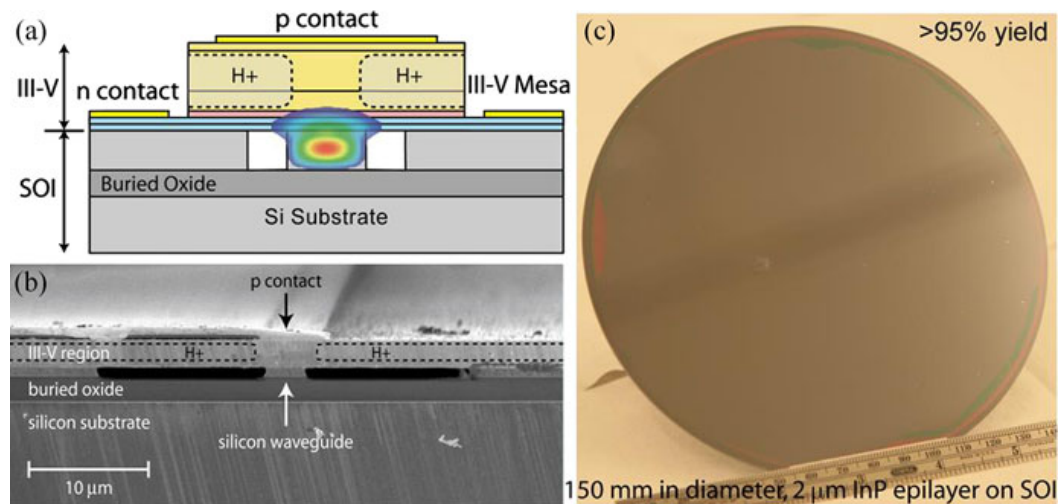 (a)
p contact
III-V
H+
H+
III-V Mesa
n contact
SOI
Buried Oxide
Si Substrate
(b)
p contact
III-V region
H+
H+
buried oxide
silicon substrate
silicon waveguide
10 μm
(c)
>95% yield
150 mm in diameter, 2 μm InP epilayer on SOI